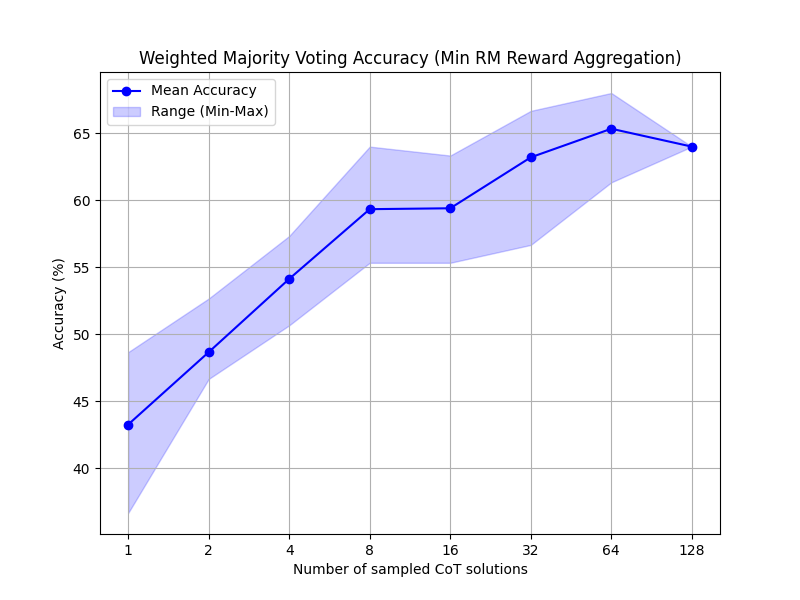 Weighted Majority Voting Accuracy (Min RM Reward Aggregation)
Mean Accuracy
Range (Min-Max)
Accuracy (%)
65
60
55
50
45
40
1 2 4 8 16 32 64 128
Number of sampled CoT solutions